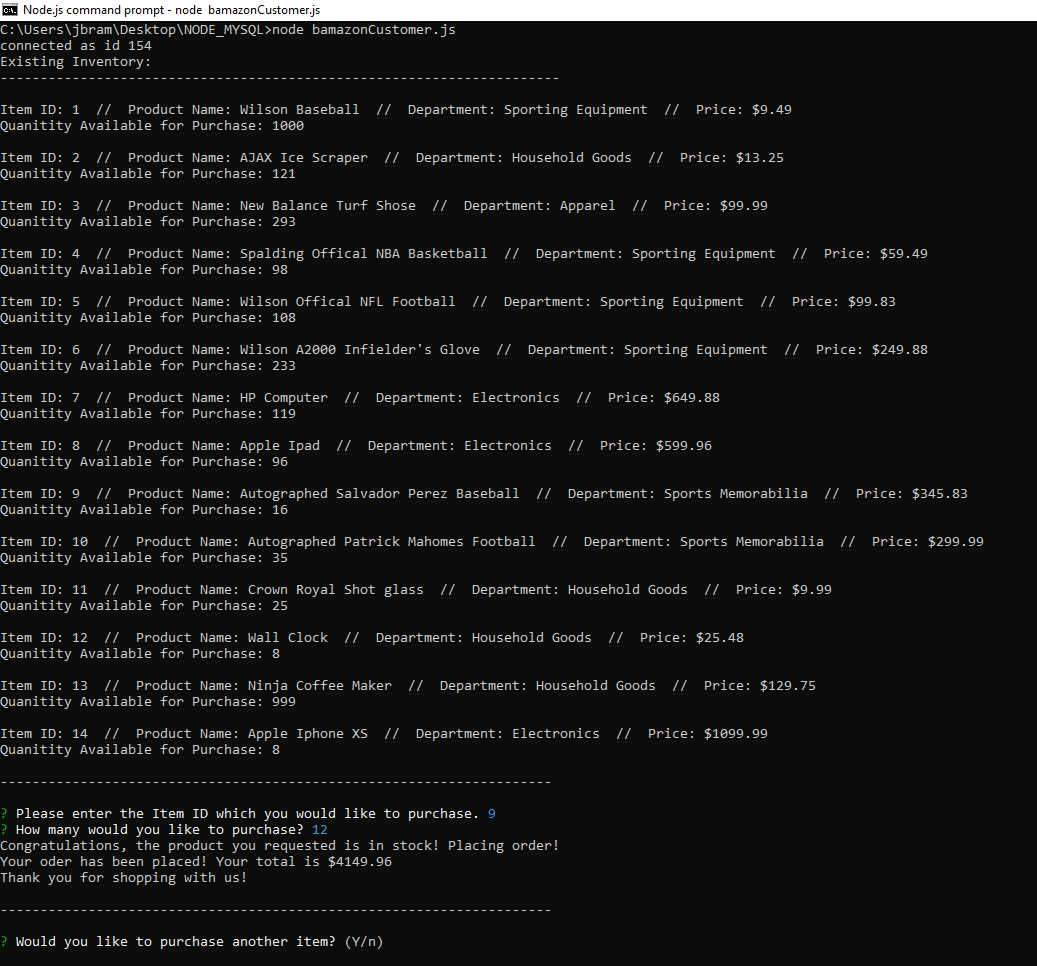 Node.js command prompt - node  bamazonCustomer.js
C:\Users\jbram\Desktop\NODE_MYSQL>node bamazonCustomer.js
connected as id 154
Existing Inventory:
----------------------------------------------------------------------
Item ID: 1  //  Product Name: Wilson Baseball  //  Department: Sporting Equipment  //  Price: $9.49
Quanitity Available for Purchase: 1000
Item ID: 2  //  Product Name: AJAX Ice Scraper  //  Department: Household Goods  //  Price: $13.25
Quanitity Available for Purchase: 121
Item ID: 3  //  Product Name: New Balance Turf Shose  //  Department: Apparel  //  Price: $99.99
Quanitity Available for Purchase: 293
Item ID: 4  //  Product Name: Spalding Offical NBA Basketball  //  Department: Sporting Equipment  //  Price: $59.49
Quanitity Available for Purchase: 98
Item ID: 5  //  Product Name: Wilson Offical NFL Football  //  Department: Sporting Equipment  //  Price: $99.83
Quanitity Available for Purchase: 108
Item ID: 6  //  Product Name: Wilson A2000 Infielder's Glove  //  Department: Sporting Equipment  //  Price: $249.88
Quanitity Available for Purchase: 233
Item ID: 7  //  Product Name: HP Computer  //  Department: Electronics  //  Price: $649.88
Quanitity Available for Purchase: 119
Item ID: 8  //  Product Name: Apple Ipad  //  Department: Electronics  //  Price: $599.96
Quanitity Available for Purchase: 96
Item ID: 9  //  Product Name: Autographed Salvador Perez Baseball  //  Department: Sports Memorabilia  //  Price: $345.83
Quanitity Available for Purchase: 16
Item ID: 10  //  Product Name: Autographed Patrick Mahomes Football  //  Department: Sports Memorabilia  //  Price: $299.99
Quanitity Available for Purchase: 35
Item ID: 11  //  Product Name: Crown Royal Shot glass  //  Department: Household Goods  //  Price: $9.99
Quanitity Available for Purchase: 25
Item ID: 12  //  Product Name: Wall Clock  //  Department: Household Goods  //  Price: $25.48
Quanitity Available for Purchase: 8
Item ID: 13  //  Product Name: Ninja Coffee Maker  //  Department: Household Goods  //  Price: $129.75
Quanitity Available for Purchase: 999
Item ID: 14  //  Product Name: Apple Iphone XS  //  Department: Electronics  //  Price: $1099.99
Quanitity Available for Purchase: 8
---------------------------------------------------------------------
? Please enter the Item ID which you would like to purchase. 9
? How many would you like to purchase? 12
Congratulations, the product you requested is in stock! Placing order!
Your oder has been placed! Your total is $4149.96
Thank you for shopping with us!
---------------------------------------------------------------------
? Would you like to purchase another item? (Y/n)